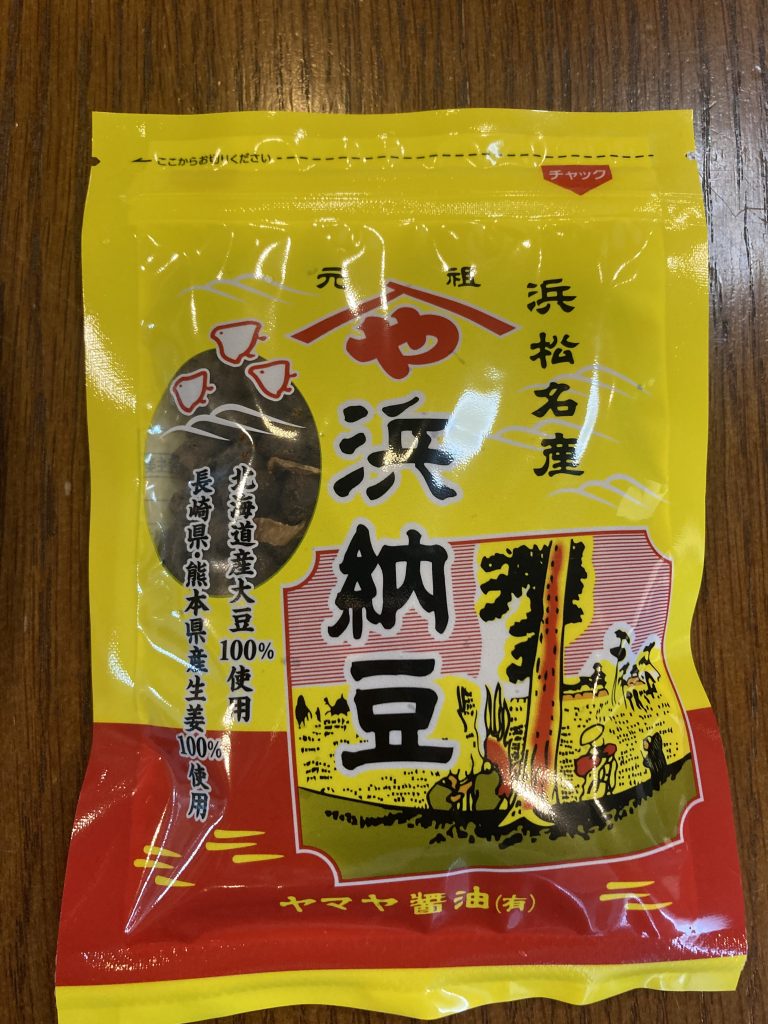 ここからお切りください
チャック
元祖
や
浜松名産
浜納豆
北海道産大豆100%使用
長崎県・熊本県産生姜100%使用
ヤマヤ醤油(有)